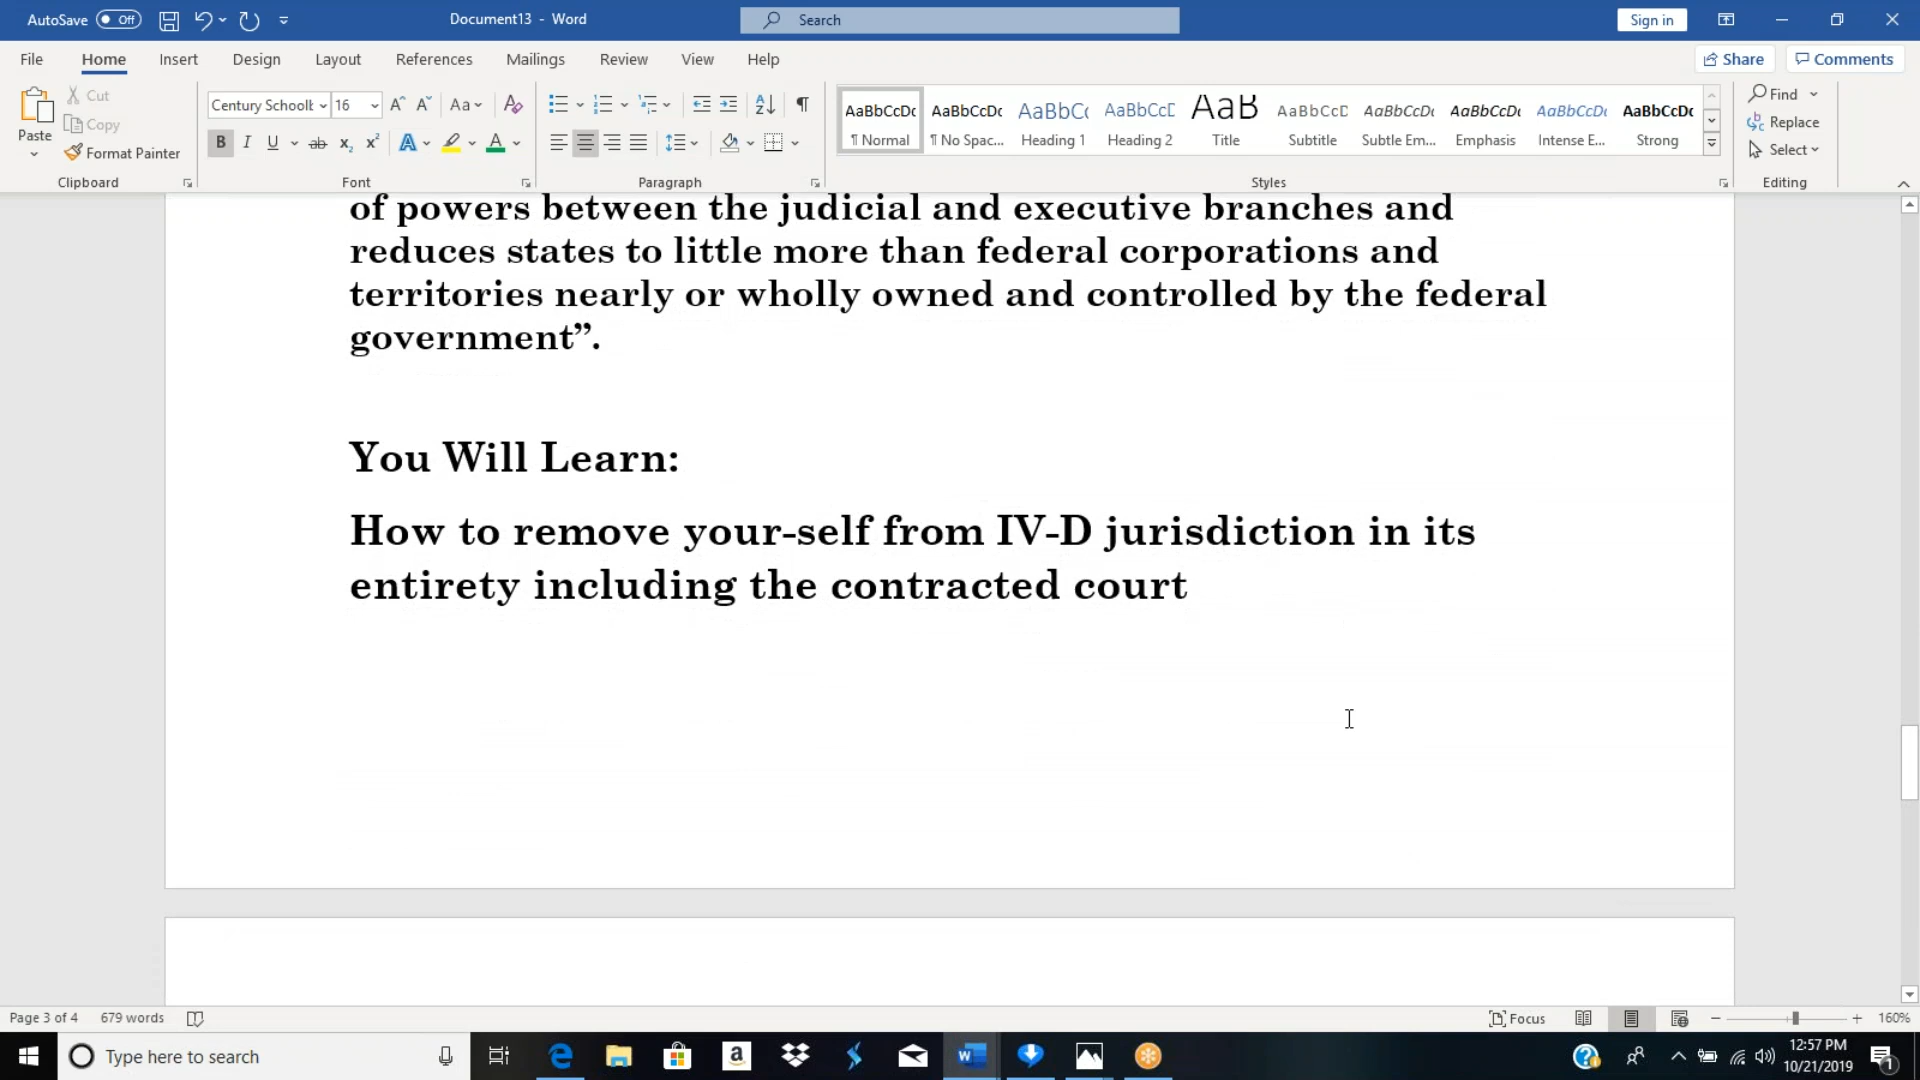 AutoSave Off Document13 - Word Search Sign in
File Home Insert Design Layout References Mailings Review View Help Share Comments
Paste Cut Copy Format Painter
Century Schoolb 16 Aa
AaBbCcDc AaBbCcDc AaBbCc AaBbCcD AaB AaBbCcD AaBbCcDc AaBbCcDc AaBbCcDc AaBbCcDc
¶ Normal ¶ No Spac... Heading 1 Heading 2 Title Subtitle Subtle Em... Emphasis Intense E... Strong
Find
Replace
Select
Clipboard Font Paragraph Styles Editing
of powers between the judicial and executive branches and
reduces states to little more than federal corporations and
territories nearly or wholly owned and controlled by the federal
government”.
You Will Learn:
How to remove your-self from IV-D jurisdiction in its
entirety including the contracted court
Page 3 of 4 679 words Focus 160%
Type here to search
12:57 PM
10/21/2019
1